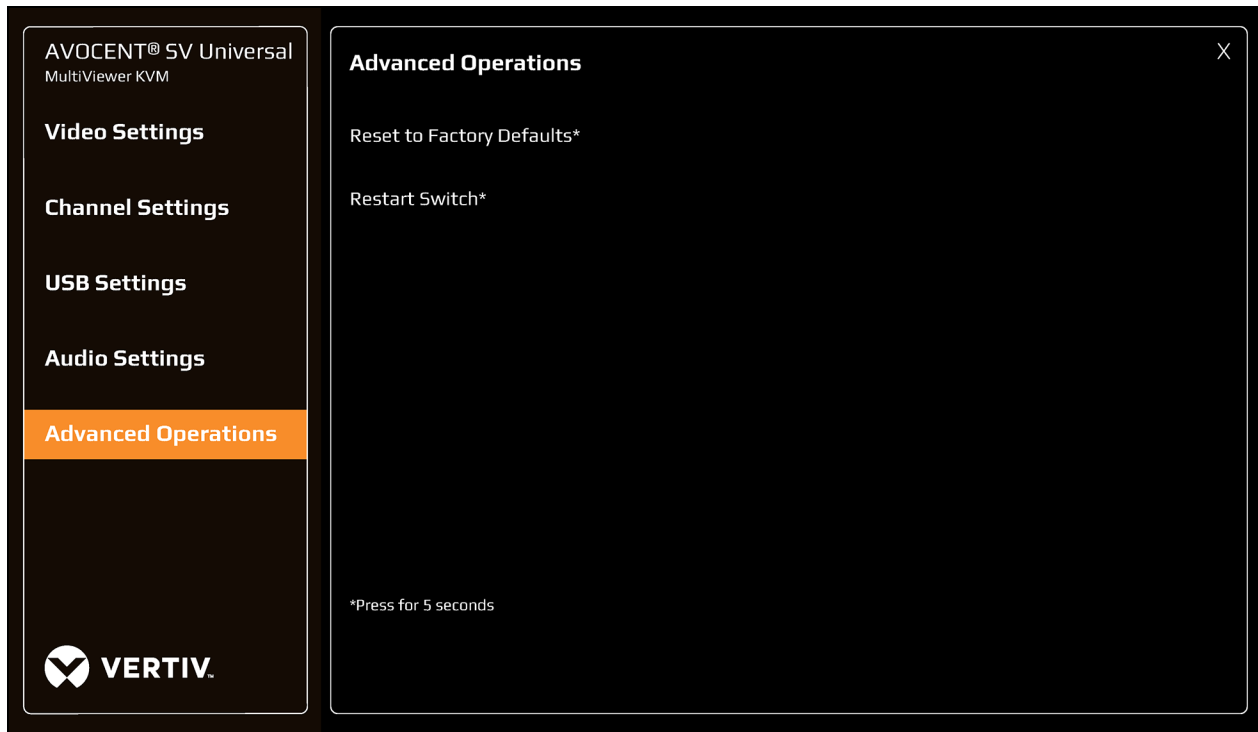 AVOCENT® SV Universal
MultiViewer KVM
Video Settings
Channel Settings
USB Settings
Audio Settings
Advanced Operations
VERTIV™
Advanced Operations
X
Reset to Factory Defaults*
Restart Switch*
*Press for 5 seconds